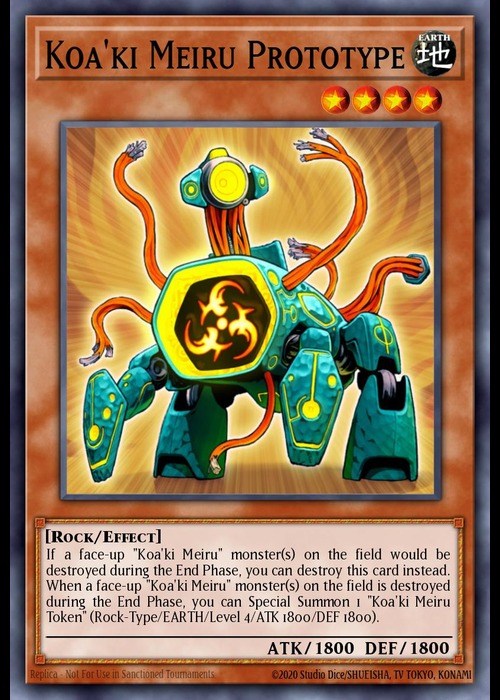 Koa'ki Meiru Prototype
EARTH
地
[Rock/Effect]
If a face-up "Koa'ki Meiru" monster(s) on the field would be
destroyed during the End Phase, you can destroy this card instead.
When a face-up "Koa'ki Meiru" monster(s) on the field is destroyed
during the End Phase, you can Special Summon 1 "Koa'ki Meiru
Token" (Rock-Type/EARTH/Level 4/ATK 1800/DEF 1800).
ATK/1800 DEF/1800
Replica - Not For Use in Sanctioned Tournaments
©2020 Studio Dice/SHUEISHA, TV TOKYO, KONAMI